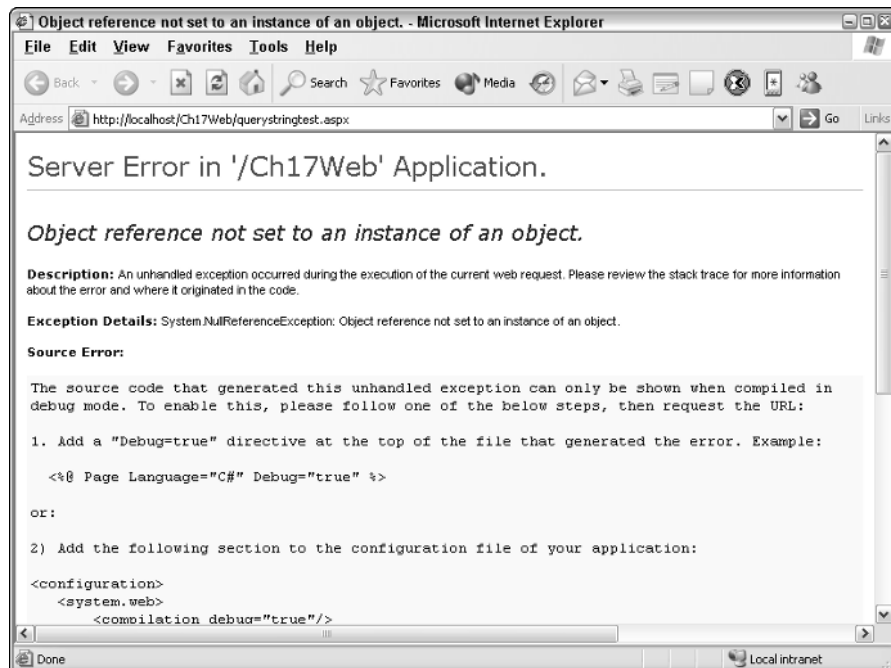 Object reference not set to an instance of an object. - Microsoft Internet Explorer
File Edit View Favorites Tools Help
Back Search Favorites Media
Address http://localhost/Ch17Web/querystringtest.aspx Go Links
Server Error in '/Ch17Web' Application.
Object reference not set to an instance of an object.
Description: An unhandled exception occurred during the execution of the current web request. Please review the stack trace for more information
about the error and where it originated in the code.
Exception Details: System.NullReferenceException: Object reference not set to an instance of an object.
Source Error:
The source code that generated this unhandled exception can only be shown when compiled in
debug mode. To enable this, please follow one of the below steps, then request the URL:
1. Add a "Debug=true" directive at the top of the file that generated the error. Example:
<%@ Page Language="C#" Debug="true" %>
or:
2) Add the following section to the configuration file of your application:
<configuration>
<system.web>
<compilation debug="true"/>
Done Local intranet